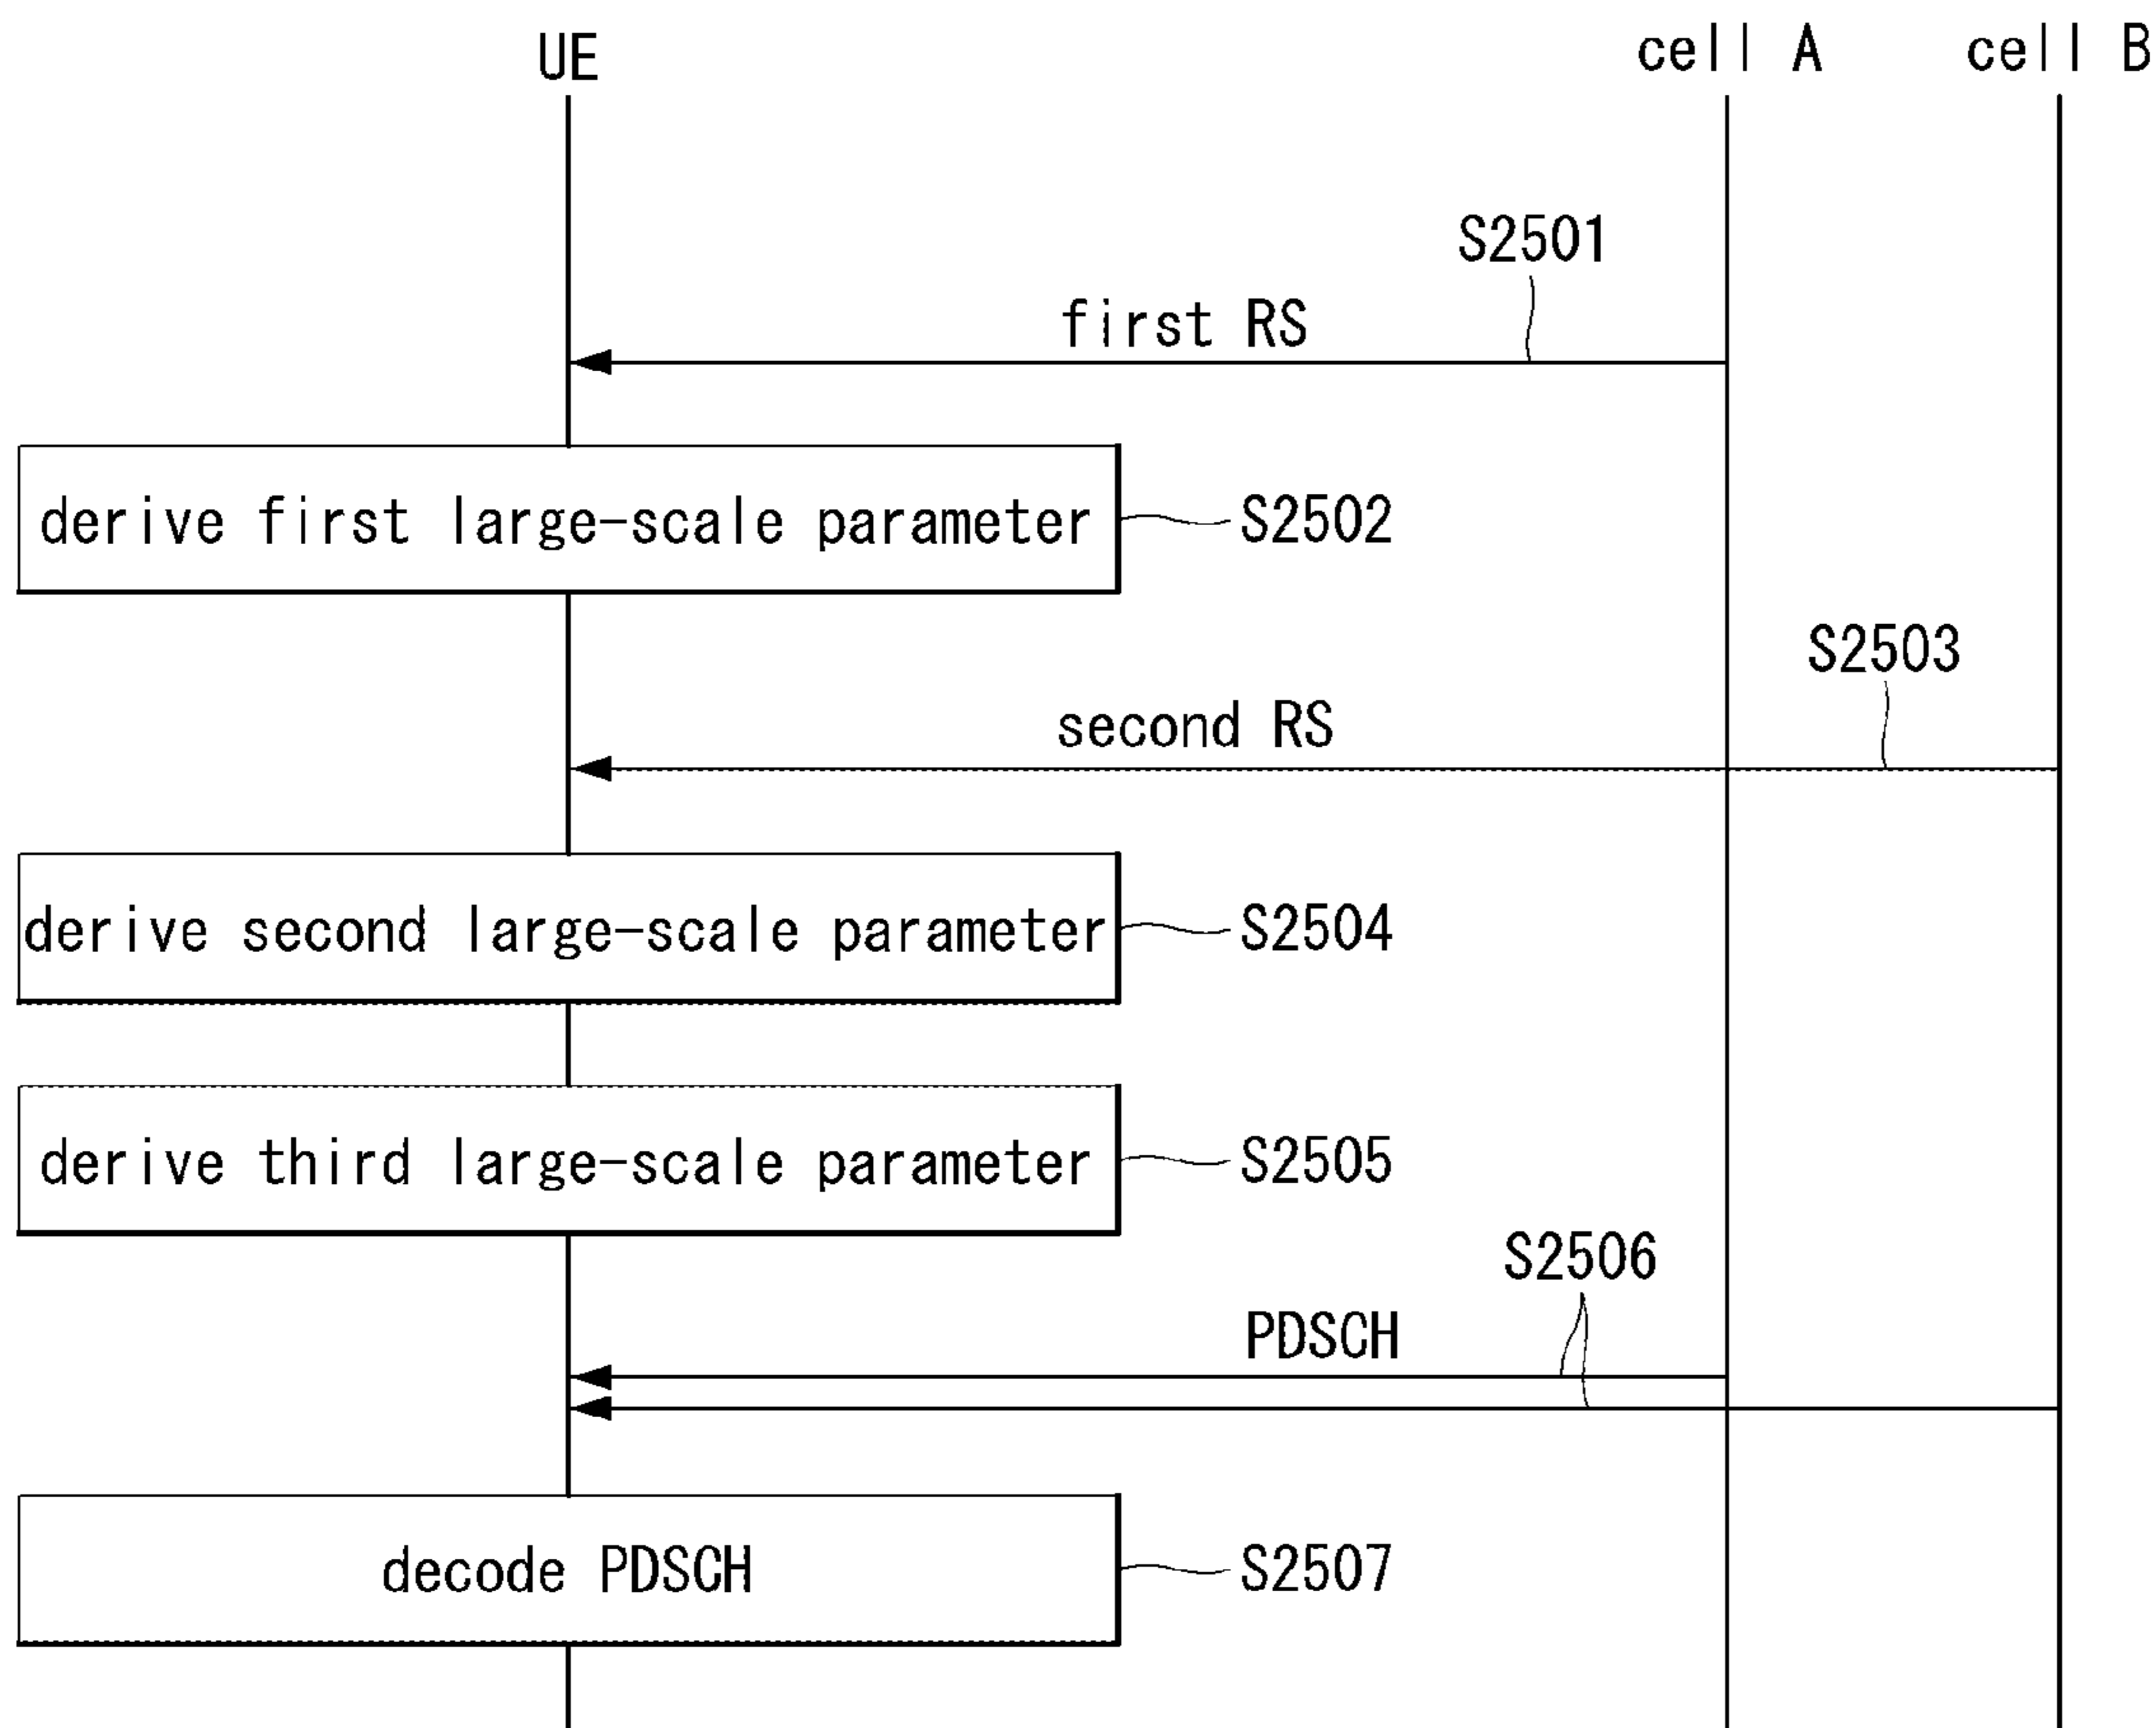 UE
cell A
cell B
S2501
first RS
derive first large-scale parameter
S2502
S2503
second RS
derive second large-scale parameter
S2504
derive third large-scale parameter
S2505
S2506
PDSCH
decode PDSCH
S2507